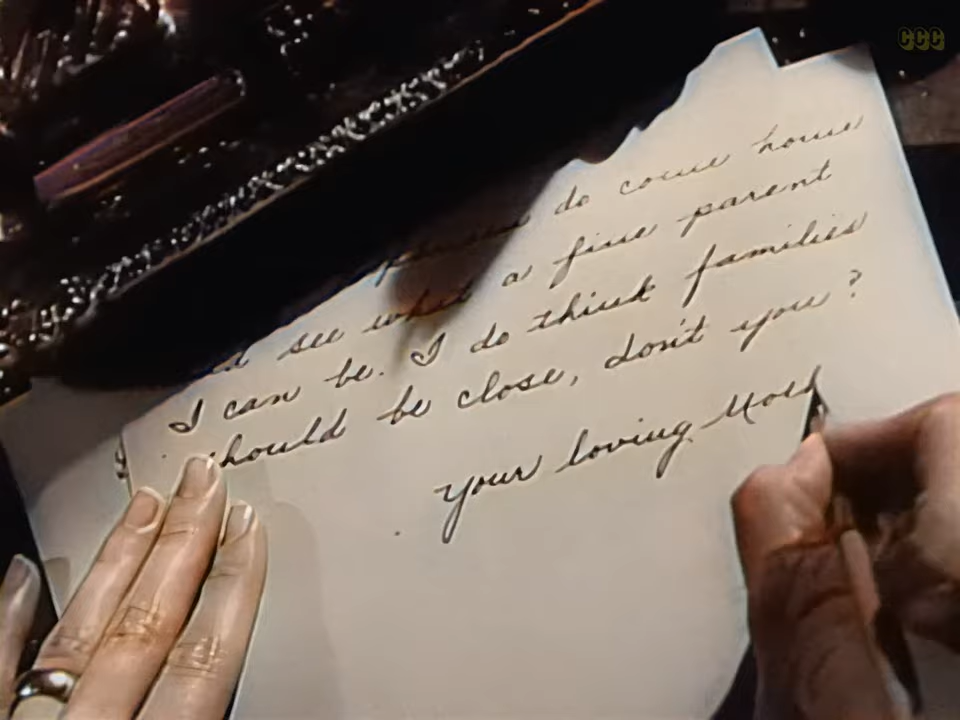 CCC
do come home
see what a fine parent
I can be. I do think families
should be close, don't you?
Your loving Moth